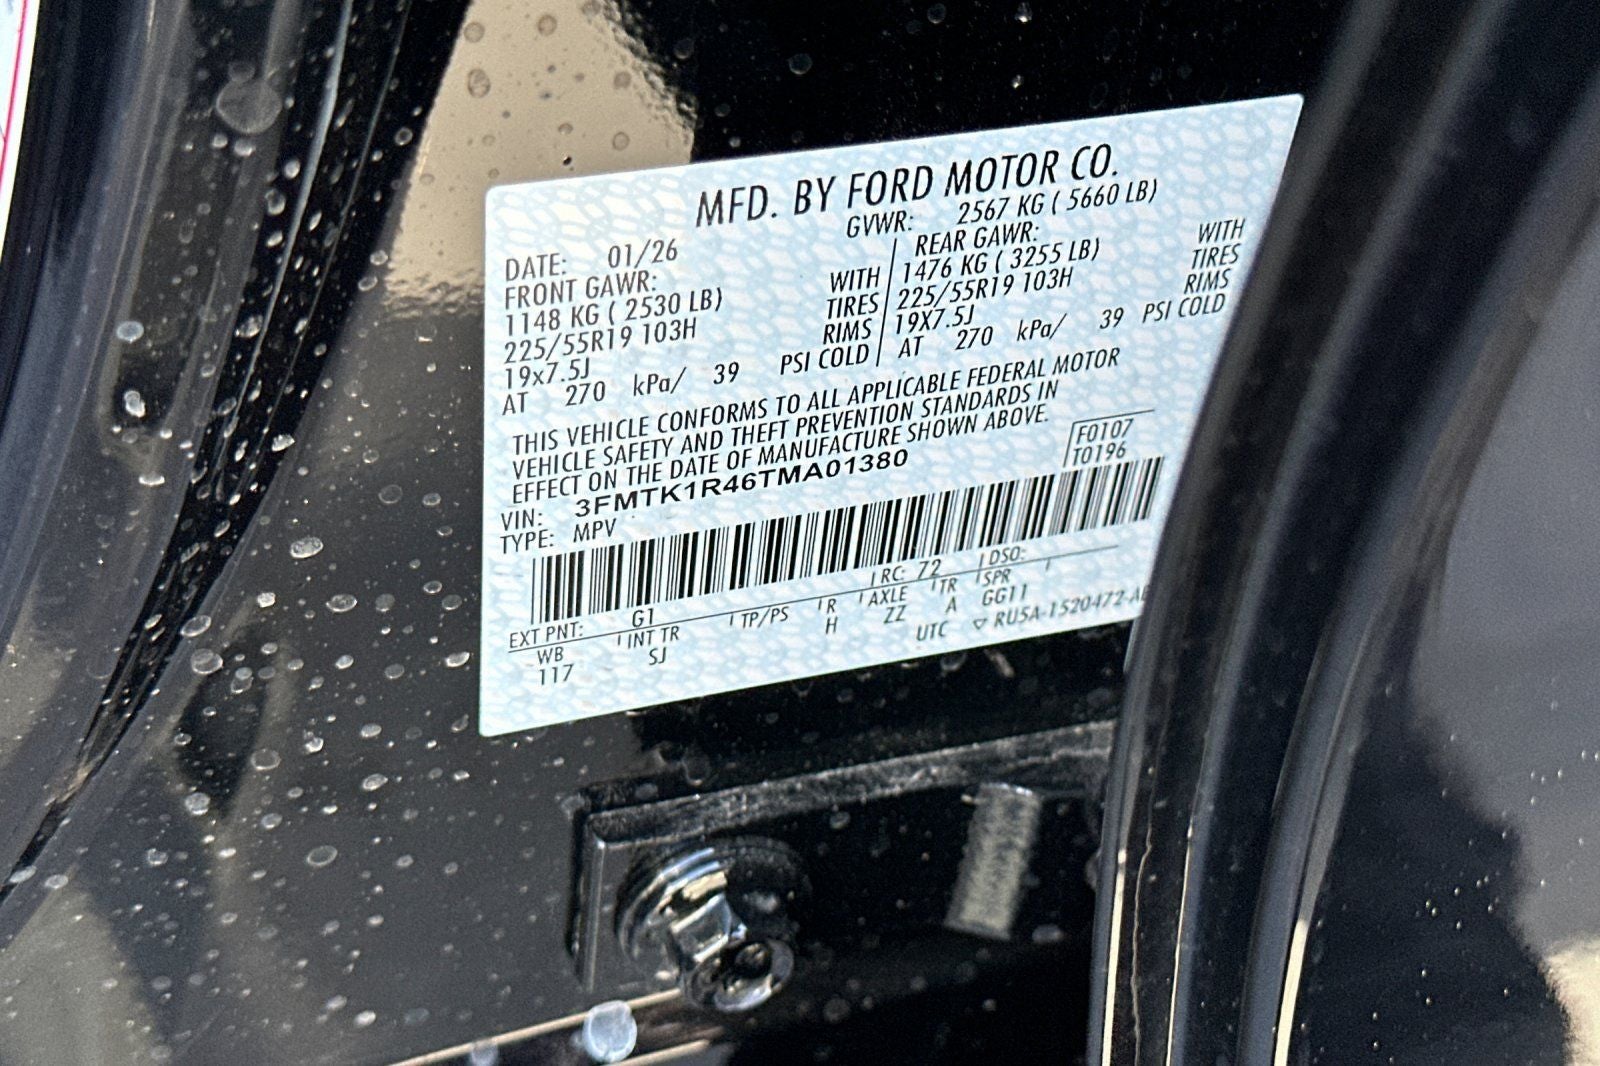 MFD. BY FORD MOTOR CO.
DATE: 01/26 GVWR: 2567 KG ( 5660 LB)
FRONT GAWR: REAR GAWR:
1148 KG ( 2530 LB) WITH 1476 KG ( 3255 LB) WITH
225/55R19 103H TIRES 225/55R19 103H TIRES
19x7.5J RIMS 19X7.5J RIMS
AT 270 kPa/ 39 PSI COLD AT 270 kPa/ 39 PSI COLD
THIS VEHICLE CONFORMS TO ALL APPLICABLE FEDERAL MOTOR
VEHICLE SAFETY AND THEFT PREVENTION STANDARDS IN
EFFECT ON THE DATE OF MANUFACTURE SHOWN ABOVE.
VIN: 3FMTK1R46TMA01380 F0107
TYPE: MPV T0196
EXT PNT: G1 RC: 72 DSO:
WB INT TR TP/PS R AXLE TR SPR
117 SJ H ZZ A GG11
UTC ▽ RU5A-1520472-